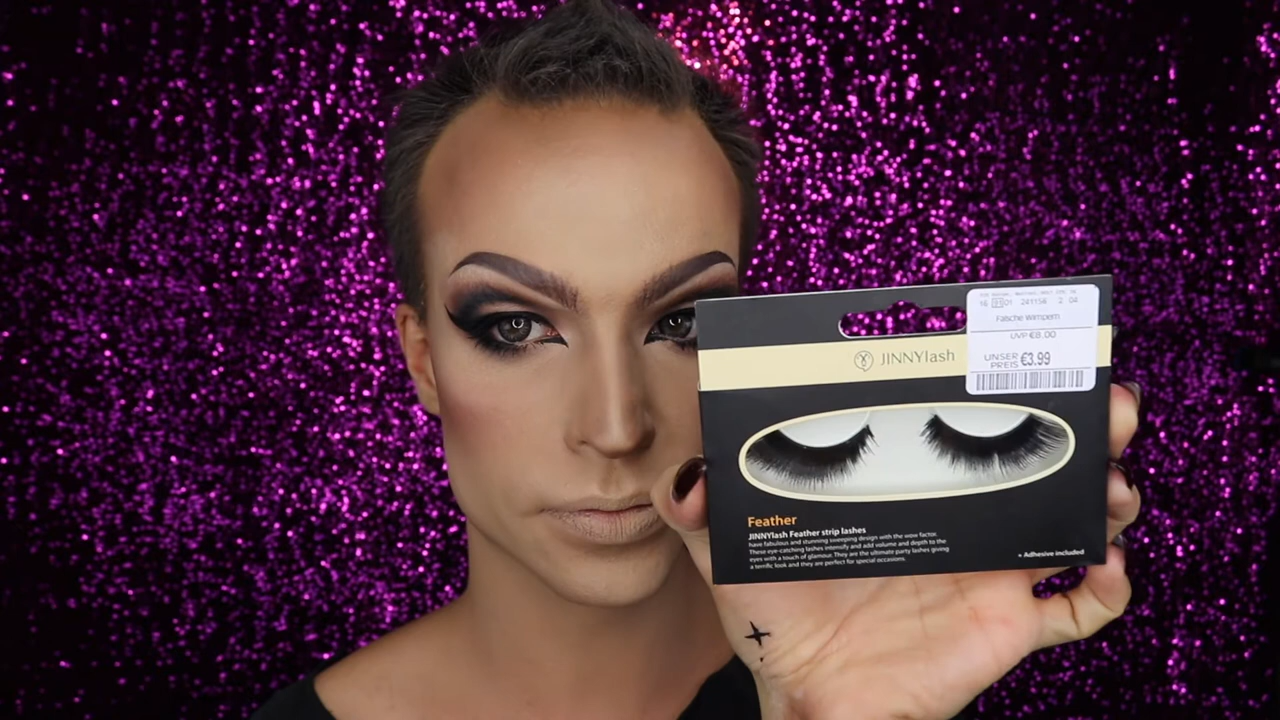 241156 2 04
Falsche Wimpern
UVP €8.00
UNSER
PREIS €3.99
JINNYlash
Feather
JINNYlash Feather strip lashes
have fabulous and stunning sweeping design with the wow factor.
These eye-catching lashes intensify and add volume and depth to the
eyes with a touch of glamour. They are the ultimate party lashes giving
a terrific look and they are perfect for special occasions.
+ Adhesive included